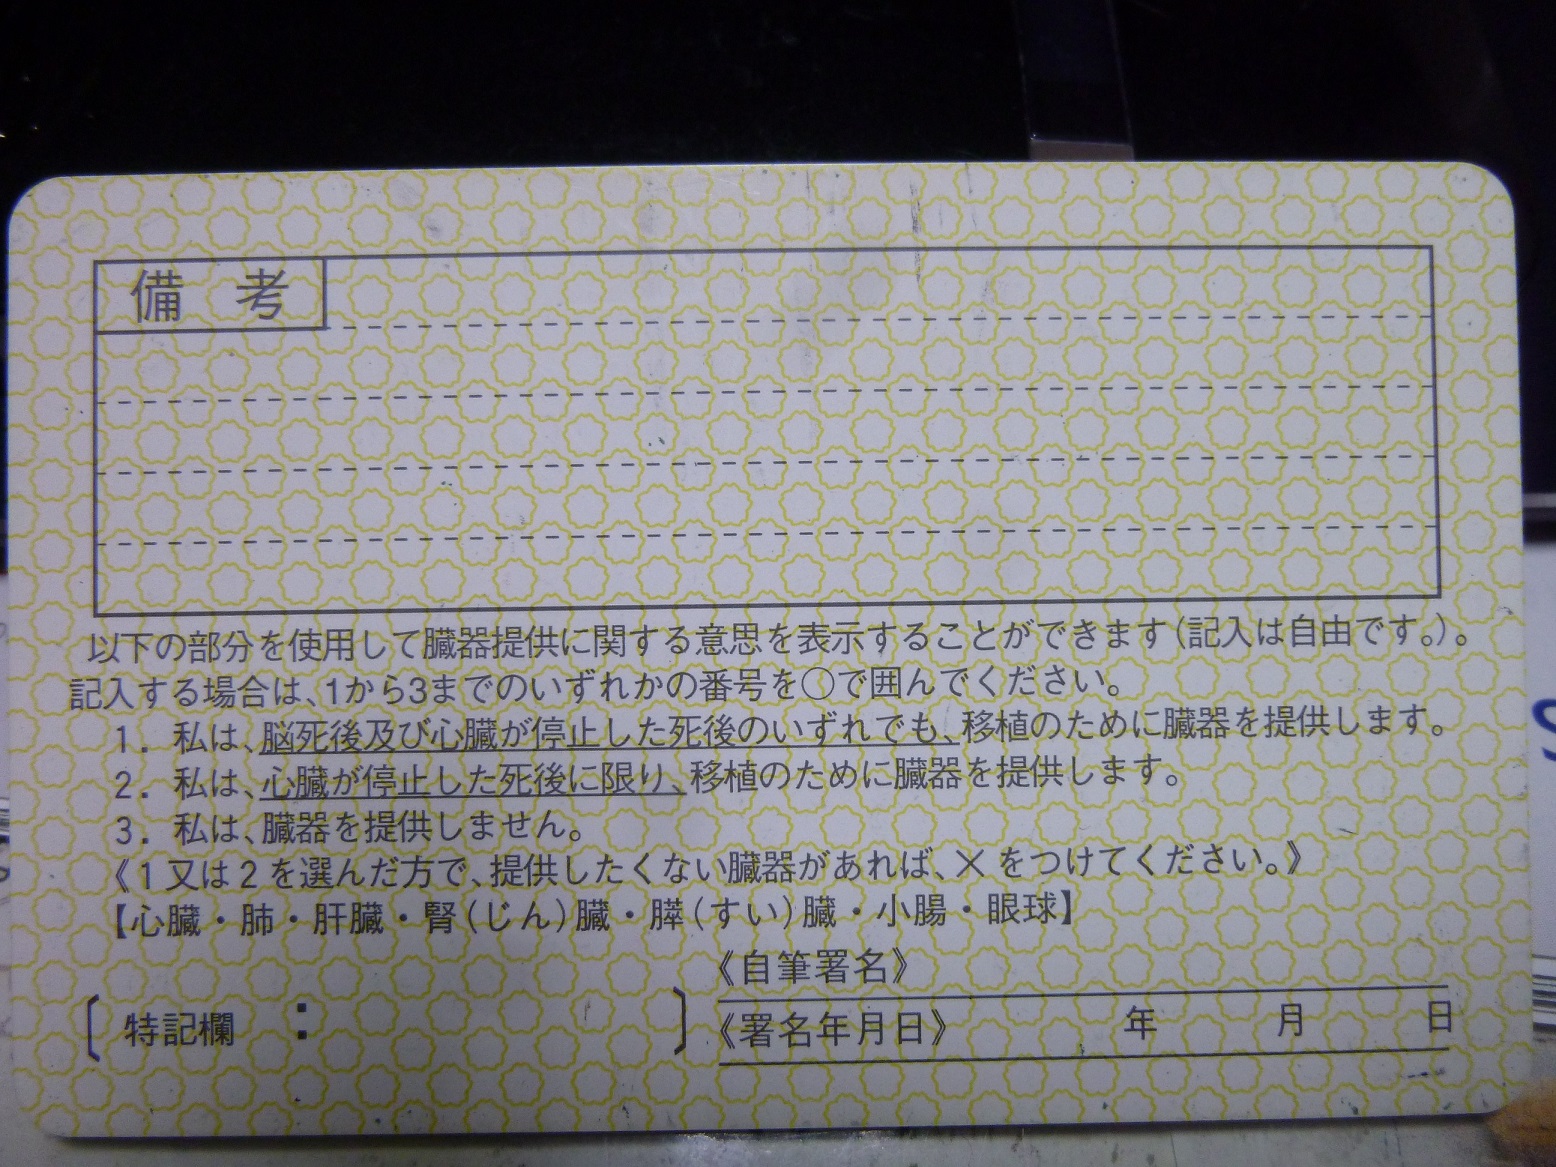 備考
以下の部分を使用して臓器提供に関する意思を表示することができます(記入は自由です。)。
記入する場合は、1から3までのいずれかの番号を○で囲んでください。
1. 私は、脳死後及び心臓が停止した死後のいずれでも、移植のために臓器を提供します。
2. 私は、心臓が停止した死後に限り、移植のために臓器を提供します。
3. 私は、臓器を提供しません。
《1又は2を選んだ方で、提供したくない臓器があれば、×をつけてください。》
【心臓・肺・肝臓・腎(じん)臓・膵(すい)臓・小腸・眼球】
《自筆署名》
〔特記欄:〕
《署名年月日》 年 月 日